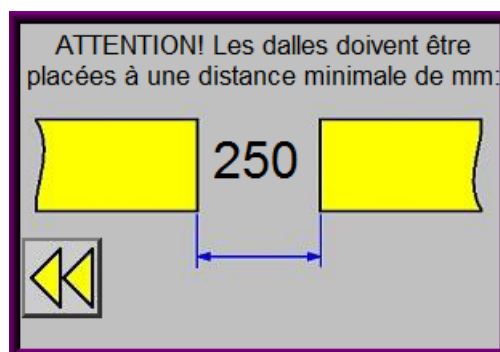 ATTENTION! Les dalles doivent être
placées à une distance minimale de mm:
250